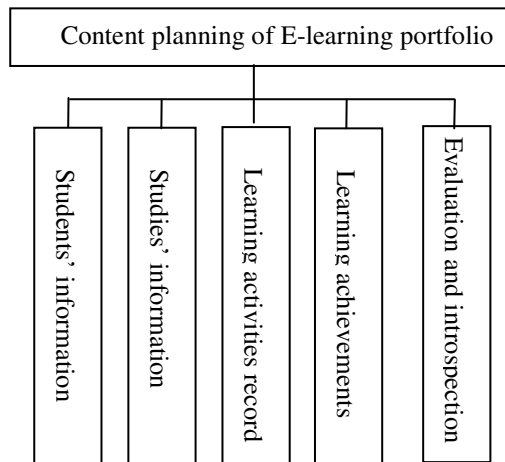 Content planning of E-learning portfolio
Students' information
Studies' information
Learning activities record
Learning achievements
Evaluation and introspection